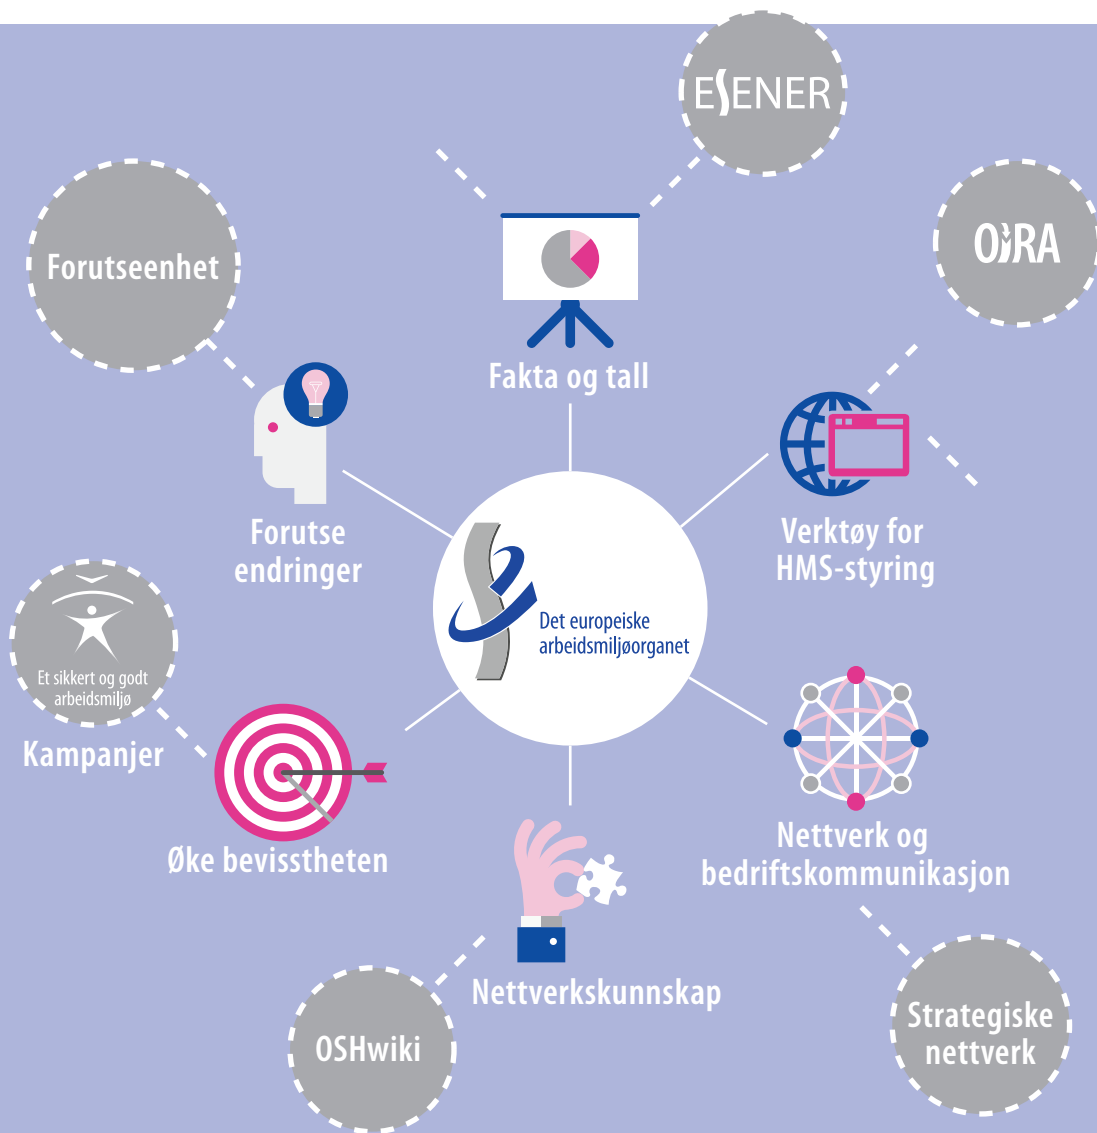 ESENER
OiRA
Forutseenhet
Fakta og tall
Forutse
endringer
Verktøy for
HMS-styring
Det europeiske
arbeidsmiljøorganet
Et sikkert og godt
arbeidsmiljø
Kampanjer
Øke bevisstheten
Nettverk og
bedriftskommunikasjon
Nettverkskunnskap
OSHwiki
Strategiske
nettverk